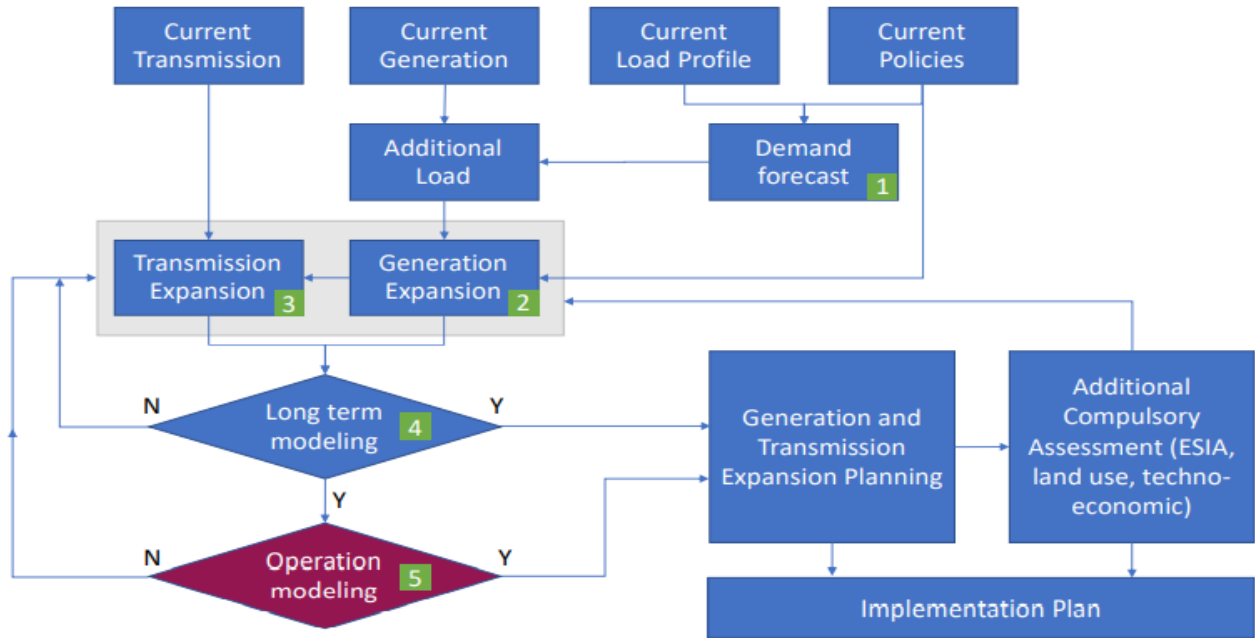 Current
Transmission
Current
Generation
Current
Load Profile
Current
Policies
Additional
Load
Demand
forecast
1
Transmission
Expansion
3
Generation
Expansion
2
N
Long term
modeling
4
Y
Y
Generation and
Transmission
Expansion Planning
Additional
Compulsory
Assessment (ESIA,
land use, techno-
economic)
N
Operation
modeling
5
Y
Implementation Plan